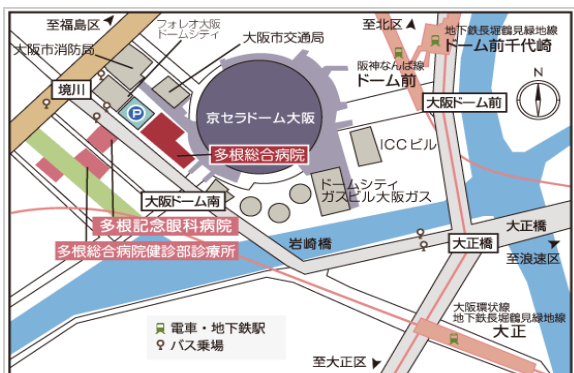 至福島区
フォレオ大阪
ドームシティ
大阪市消防局
大阪市交通局
至北区
地下鉄長堀鶴見緑地線
ドーム前千代崎
阪神なんば線
ドーム前
境川
P
京セラドーム大阪
大阪ドーム前
N
ICCビル
多根総合病院
ドームシティ
ガスビル大阪ガス
大阪ドーム南
多根記念眼科病院
多根総合病院健診部診療所
岩崎橋
大正橋
大正橋
至浪速区
大阪環状線
地下鉄長堀鶴見緑地線
大正
電車・地下鉄駅
バス乗場
至大正区